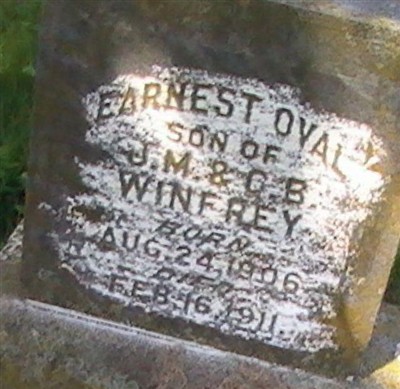 EARNEST OVAL
SON OF
J.M. & C.B.
WINFREY
BORN
AUG. 24, 1906
DIED
FEB. 16, 1911.